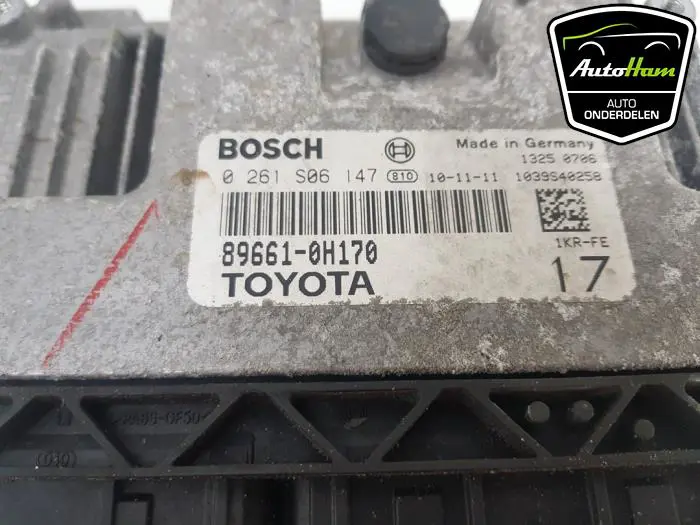 AutoHam
AUTO
ONDERDELEN
BOSCH Made in Germany
1325 0706
0 261 S06 147 810 10-11-11 1039S40258
89661-0H170 1KR-FE
TOYOTA 17